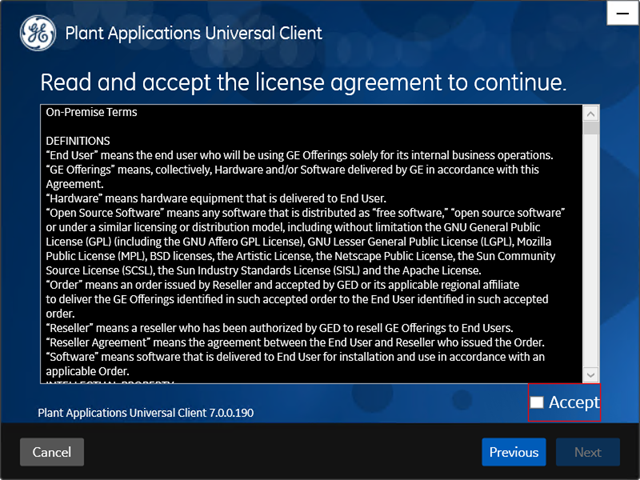 Plant Applications Universal Client
Read and accept the license agreement to continue.
On-Premise Terms
DEFINITIONS
“End User” means the end user who will be using GE Offerings solely for its internal business operations.
“GE Offerings” means, collectively, Hardware and/or Software delivered by GE in accordance with this
Agreement.
“Hardware” means hardware equipment that is delivered to End User.
“Open Source Software” means any software that is distributed as “free software,” “open source software”
or under a similar licensing or distribution model, including without limitation the GNU General Public
License (GPL) (including the GNU Affero GPL License), GNU Lesser General Public License (LGPL), Mozilla
Public License (MPL), BSD licenses, the Artistic License, the Netscape Public License, the Sun Community
Source License (SCSL), the Sun Industry Standards License (SISL) and the Apache License.
“Order” means an order issued by Reseller and accepted by GED or its applicable regional affiliate
to deliver the GE Offerings identified in such accepted order to the End User identified in such accepted
order.
“Reseller” means a reseller who has been authorized by GED to resell GE Offerings to End Users.
“Reseller Agreement” means the agreement between the End User and Reseller who issued the Order.
“Software” means software that is delivered to End User for installation and use in accordance with an
applicable Order.
INTELLECTUAL PROPERTY
Accept
Plant Applications Universal Client 7.0.0.190
Cancel
Previous
Next